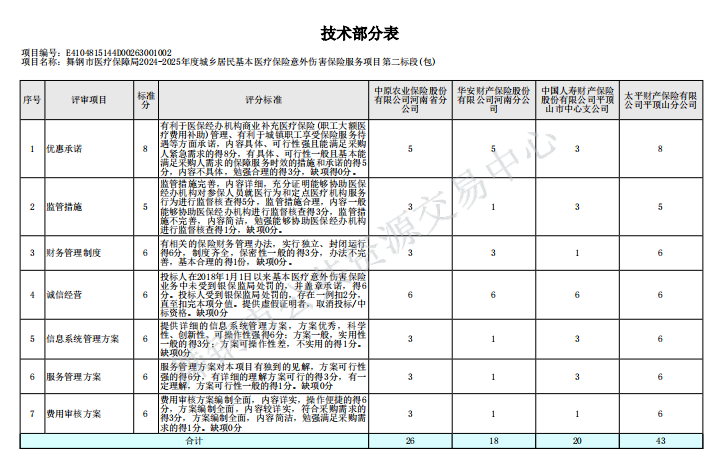 技术部分表
项目编号：E4104815144D00263001002
项目名称：舞钢市医疗保障局2024-2025年度城乡居民基本医疗保险意外伤害保险服务项目第二标段(包)
序号 评审项目 标准分 评分标准 中原农业保险股份有限公司河南省分公司 华安财产保险股份有限公司河南分公司 中国人寿财产保险股份有限公司平顶山市中心支公司 太平财产保险有限公司平顶山分公司
1 优惠承诺 8 有利于医保经办机构商业补充医疗保险(职工大额医疗费用补助)管理、有利于城镇职工享受保险服务待遇等方面承诺，内容具体、可行性强且能满足采购人紧急需求的得8分，有具体、可行性一般且基本能满足采购人需求的保障服务时效的措施和承诺的得5分，内容不具体，勉强合理的得3分，缺项得0分。 5 5 3 8
2 监管措施 5 监管措施完善，内容详细，充分证明能够协助医保经办机构对参保人员就医行为和定点医疗机构服务行为进行监督核查得5分，监管措施合理，内容一般能够协助医保经办机构进行监督核查得3分，监管措施不完善，内容简洁，勉强能够协助医保经办机构进行监督核查得1分，缺项0分。 3 1 3 5
3 财务管理制度 6 有相关的保险财务管理办法，实行独立、封闭运行得6分，制度齐全，保密性一般的得3分，办法不完善，基本合理的得1份，缺项0分。 3 3 1 6
4 诚信经营 6 投标人在2018年1月1日以来基本医疗意外伤害保险业务中未受到银保监局处罚的，并盖章承诺，得6分。投标人受到银保监局处罚的，存在一例扣2分，直至扣完本项分值。提供虚假证明者，取消投标/中标资格。缺项0分 6 6 6 6
5 信息系统管理方案 6 提供详细的信息系统管理方案，方案优秀，科学性、创新性、可操作性强得6分；方案一般，实用性一般的得3分；方案可操作性差，不实用的得1分。缺项0分 3 1 3 6
6 服务管理方案 6 服务管理方案对本项目有独到的见解，方案可行性强的得6分，有详细的理解方案可行的得3分，有一定理解，方案可行性一般的得1分。缺项0分 3 1 3 6
7 费用审核方案 6 费用审核方案编制全面，内容详实，操作便捷的得6分，方案编制全面，内容较详实，符合采购需求的得3分，方案编制全面，内容简洁，勉强满足采购需求的得1分。缺项0分 3 1 1 6
合计 26 18 20 43